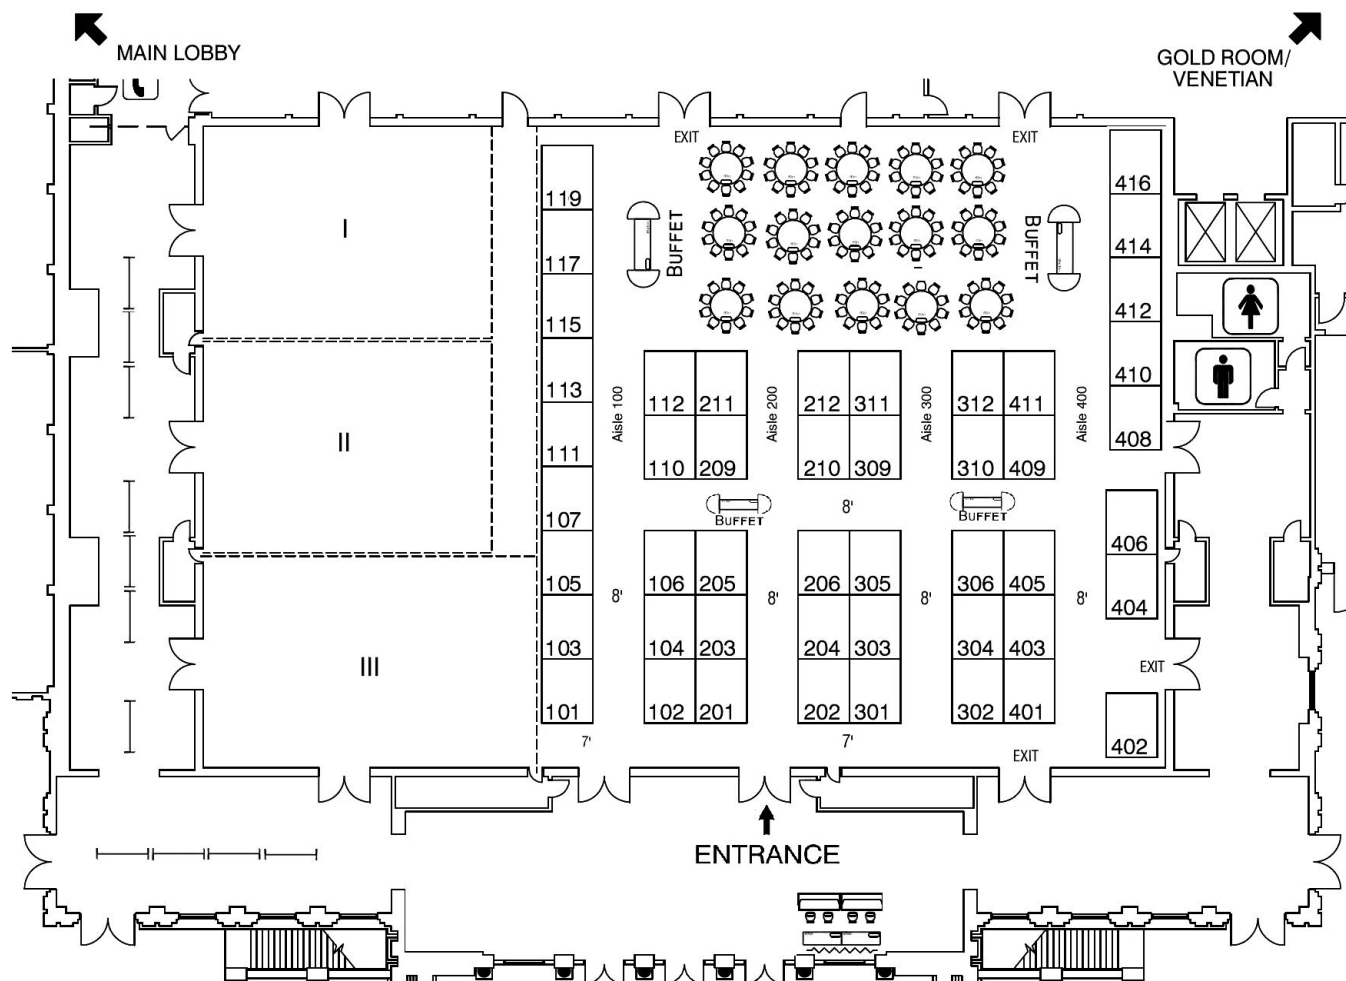 MAIN LOBBY
GOLD ROOM/
VENETIAN
EXIT
EXIT
I
II
III
BUFFET
BUFFET
119
117
115
113
111
107
105
103
101
416
414
412
410
408
406
404
402
Aisle 100
Aisle 200
Aisle 300
Aisle 400
112 211
110 209
212 311
210 309
312 411
310 409
BUFFET
8'
BUFFET
106 205
104 203
102 201
206 305
204 303
202 301
306 405
304 403
302 401
8'
8'
8'
8'
EXIT
7'
7'
EXIT
ENTRANCE